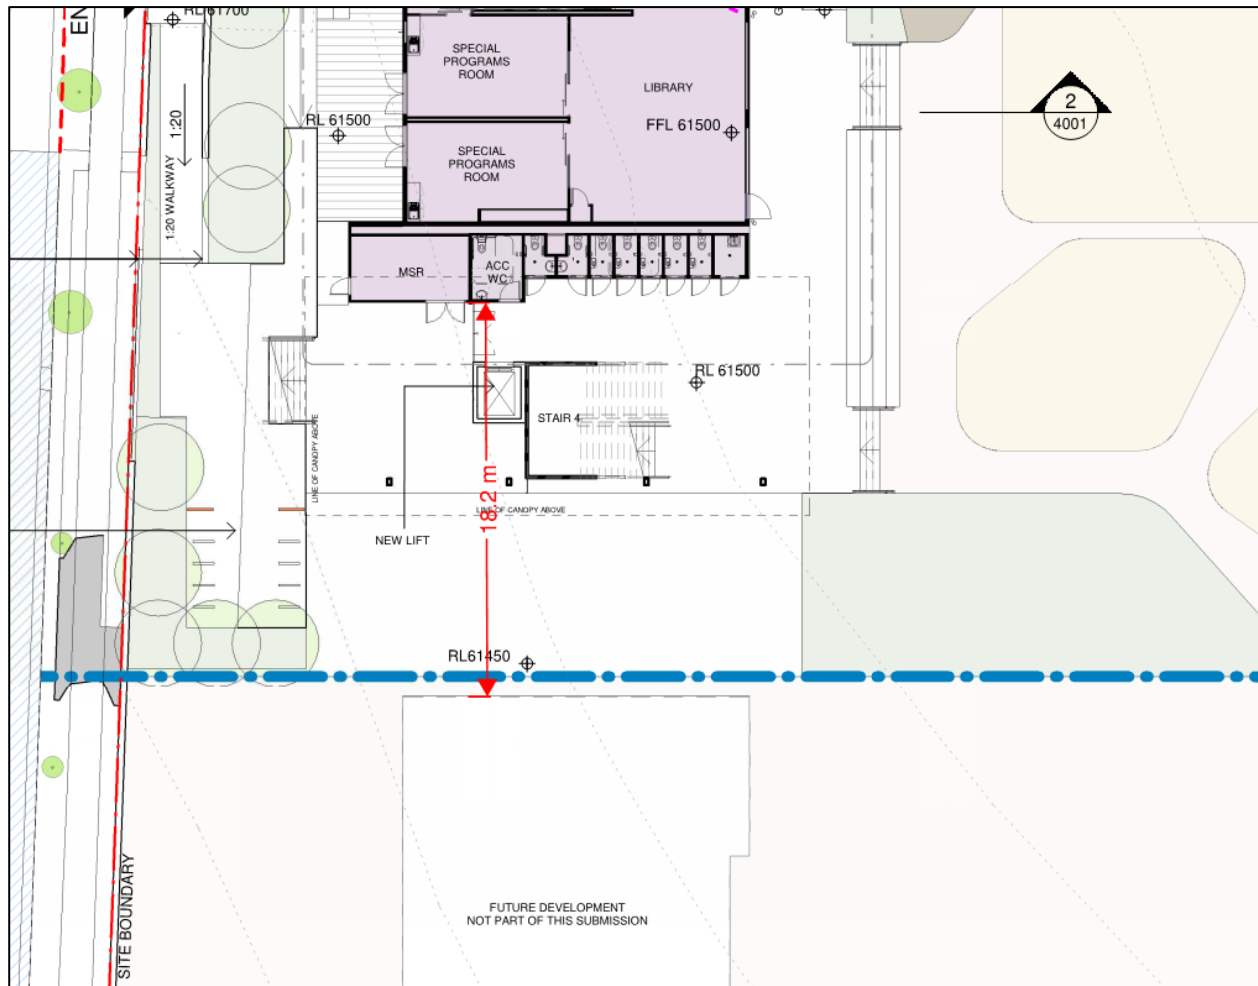 EN
RL 61700
G
SPECIAL
PROGRAMS
ROOM
LIBRARY
2
4001
1:20
RL 61500
FFL 61500
SPECIAL
PROGRAMS
ROOM
1:20 WALKWAY
MSR
ACC
WC
RL 61500
STAIR 4
LINE OF CANOPY ABOVE
18.2 m
LINE OF CANOPY ABOVE
NEW LIFT
RL61450
FUTURE DEVELOPMENT
NOT PART OF THIS SUBMISSION
SITE BOUNDARY